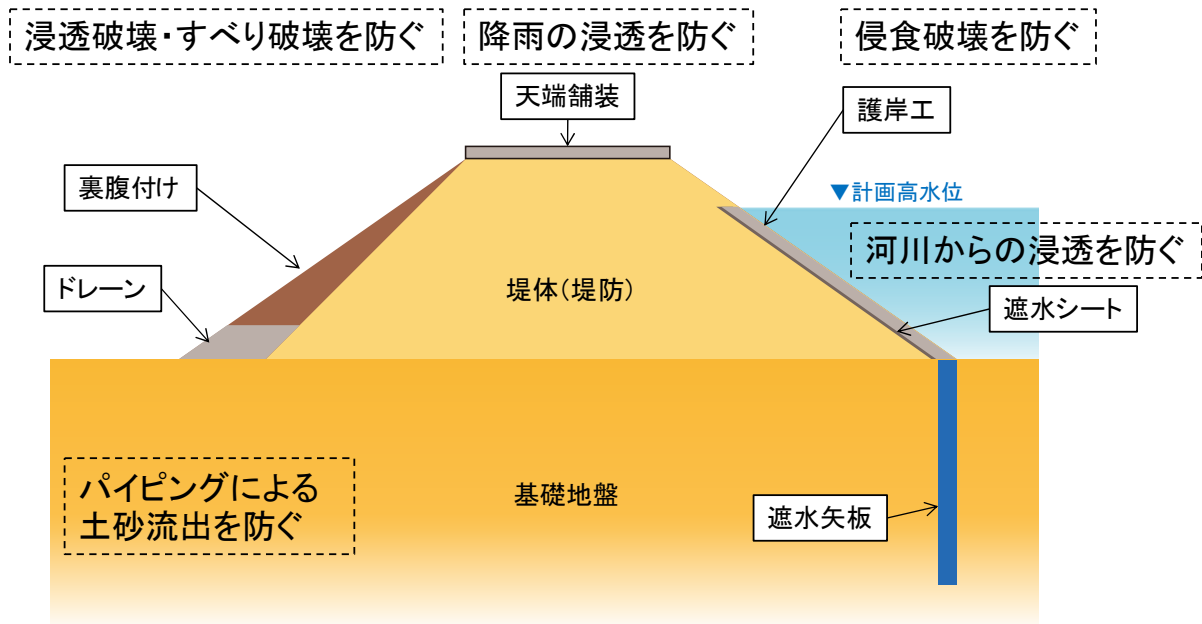 浸透破壊・すべり破壊を防ぐ
降雨の浸透を防ぐ
侵食破壊を防ぐ
天端舗装
護岸工
裏腹付け
▼計画高水位
河川からの浸透を防ぐ
ドレーン
堤体(堤防)
遮水シート
パイピングによる
土砂流出を防ぐ
基礎地盤
遮水矢板